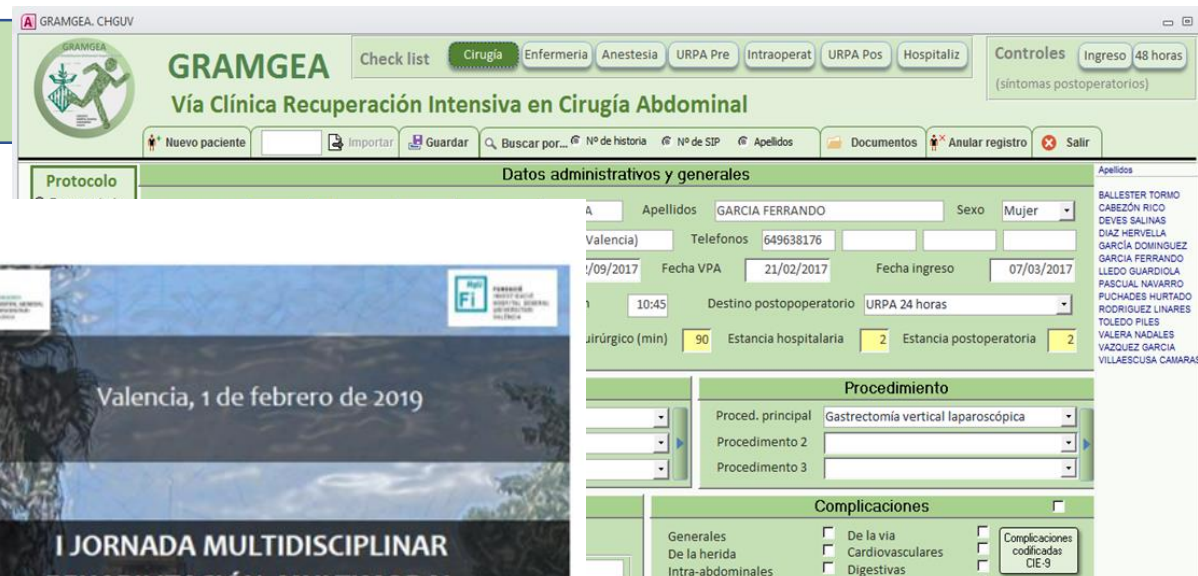 GRAMGEA. CHGUV
GRAMGEA
GRAMGEA
Check list
Cirugía
Enfermeria
Anestesia
URPA Pre
Intraoperat
URPA Pos
Hospitaliz
Controles
Ingreso
48 horas
(síntomas postoperatorios)
Vía Clínica Recuperación Intensiva en Cirugía Abdominal
Nuevo paciente
Importar
Guardar
Buscar por...
Nº de historia
Nº de SIP
Apellidos
Documentos
Anular registro
Salir
Protocolo
Datos administrativos y generales
A Apellidos GARCIA FERRANDO Sexo Mujer
Valencia) Telefonos 649638176
/09/2017 Fecha VPA 21/02/2017 Fecha ingreso 07/03/2017
10:45 Destino postopoperatorio URPA 24 horas
uirúrgico (min) 90 Estancia hospitalaria 2 Estancia postoperatoria 2
Apellidos
BALLESTER TORMO
CABEZÓN RICO
DEVES SALINAS
DIAZ HERVELLA
GARCÍA DOMINGUEZ
GARCIA FERRANDO
LLEDO GUARDIOLA
PASCUAL NAVARRO
PUCHADES HURTADO
RODRIGUEZ LINARES
TOLEDO PILES
VALERA NADALES
VAZQUEZ GARCIA
VILLAESCUSA CAMARAS
Procedimiento
Proced. principal Gastrectomía vertical laparoscópica
Procedimento 2
Procedimento 3
Complicaciones
Generales
De la herida
Intra-abdominales
De la via
Cardiovasculares
Digestivas
Complicaciones
codificadas
CIE-9
Fi
Valencia, 1 de febrero de 2019
I JORNADA MULTIDISCIPLINAR